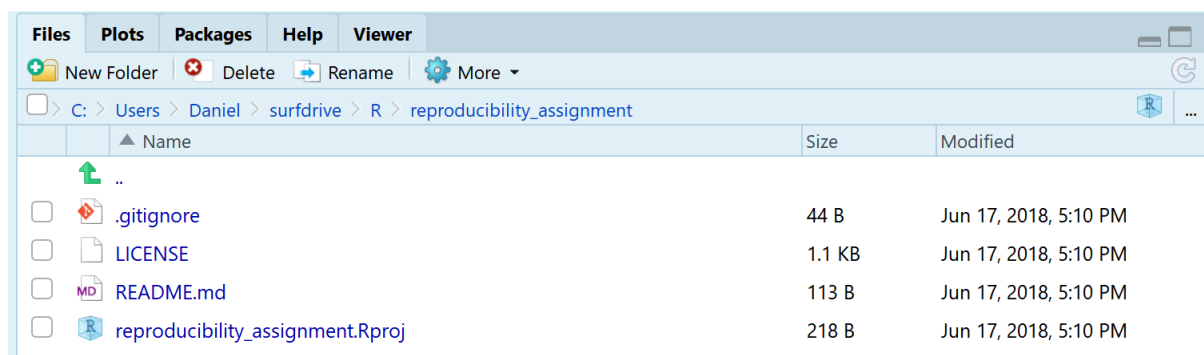 Files Plots Packages Help Viewer
New Folder Delete Rename More
C: > Users > Daniel > surfdrive > R > reproducibility_assignment R ...
Name Size Modified
..
.gitignore 44 B Jun 17, 2018, 5:10 PM
LICENSE 1.1 KB Jun 17, 2018, 5:10 PM
MD README.md 113 B Jun 17, 2018, 5:10 PM
R reproducibility_assignment.Rproj 218 B Jun 17, 2018, 5:10 PM